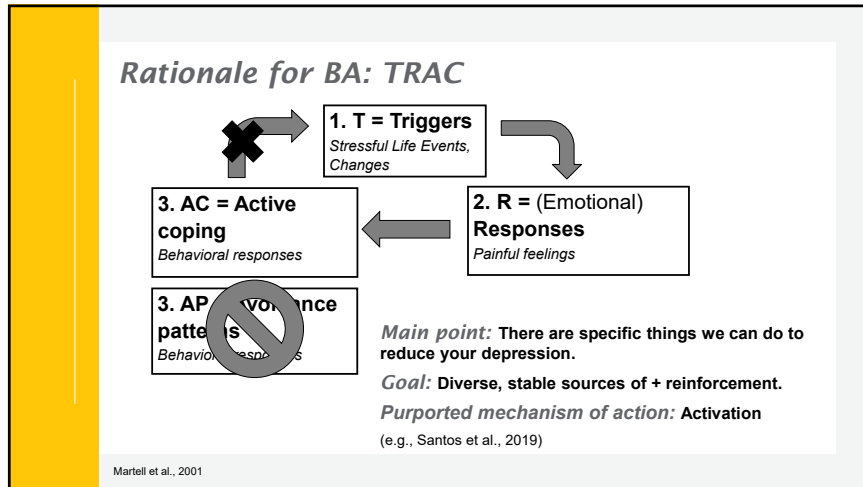 Rationale for BA: TRAC
1. T = Triggers
Stressful Life Events,
Changes
2. R = (Emotional)
Responses
Painful feelings
3. AC = Active
coping
Behavioral responses
3. AP
patterns
Main point: There are specific things we can do to
reduce your depression.
Goal: Diverse, stable sources of + reinforcement.
Purported mechanism of action: Activation
(e.g., Santos et al., 2019)
Martell et al., 2001